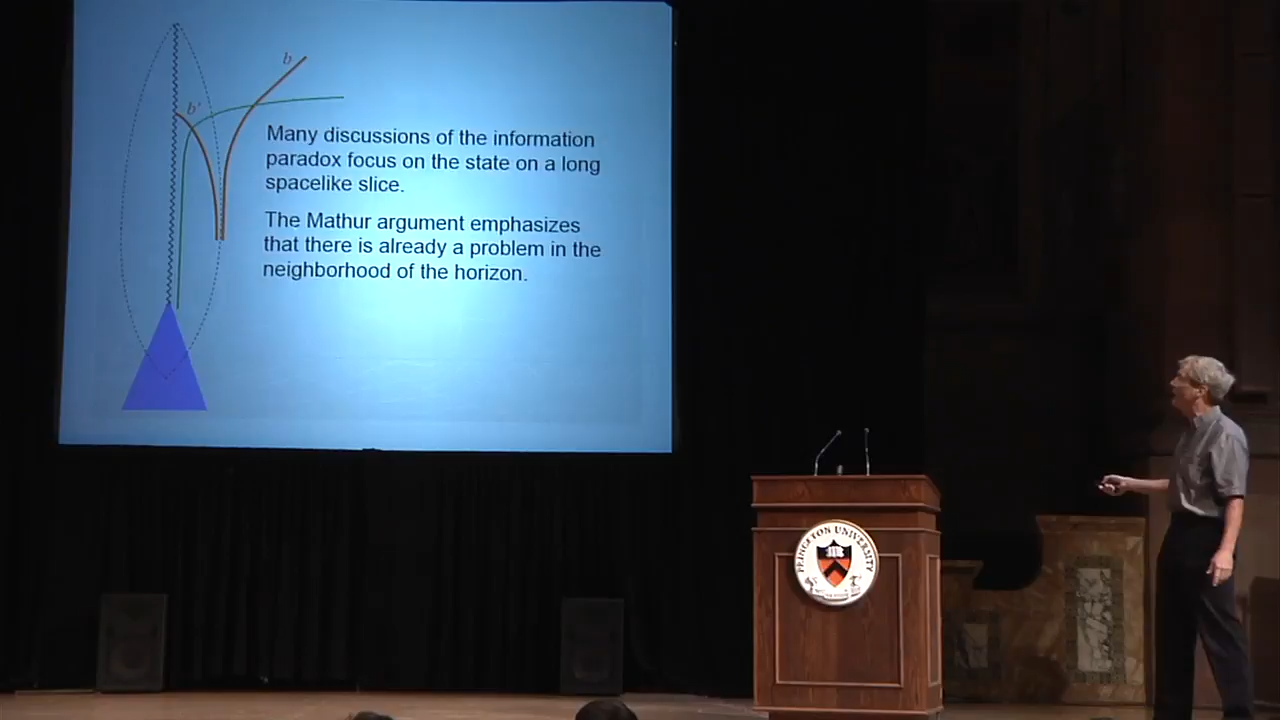 b
b'
Many discussions of the information
paradox focus on the state on a long
spacelike slice.
The Mathur argument emphasizes
that there is already a problem in the
neighborhood of the horizon.
PRINCETON UNIVERSITY